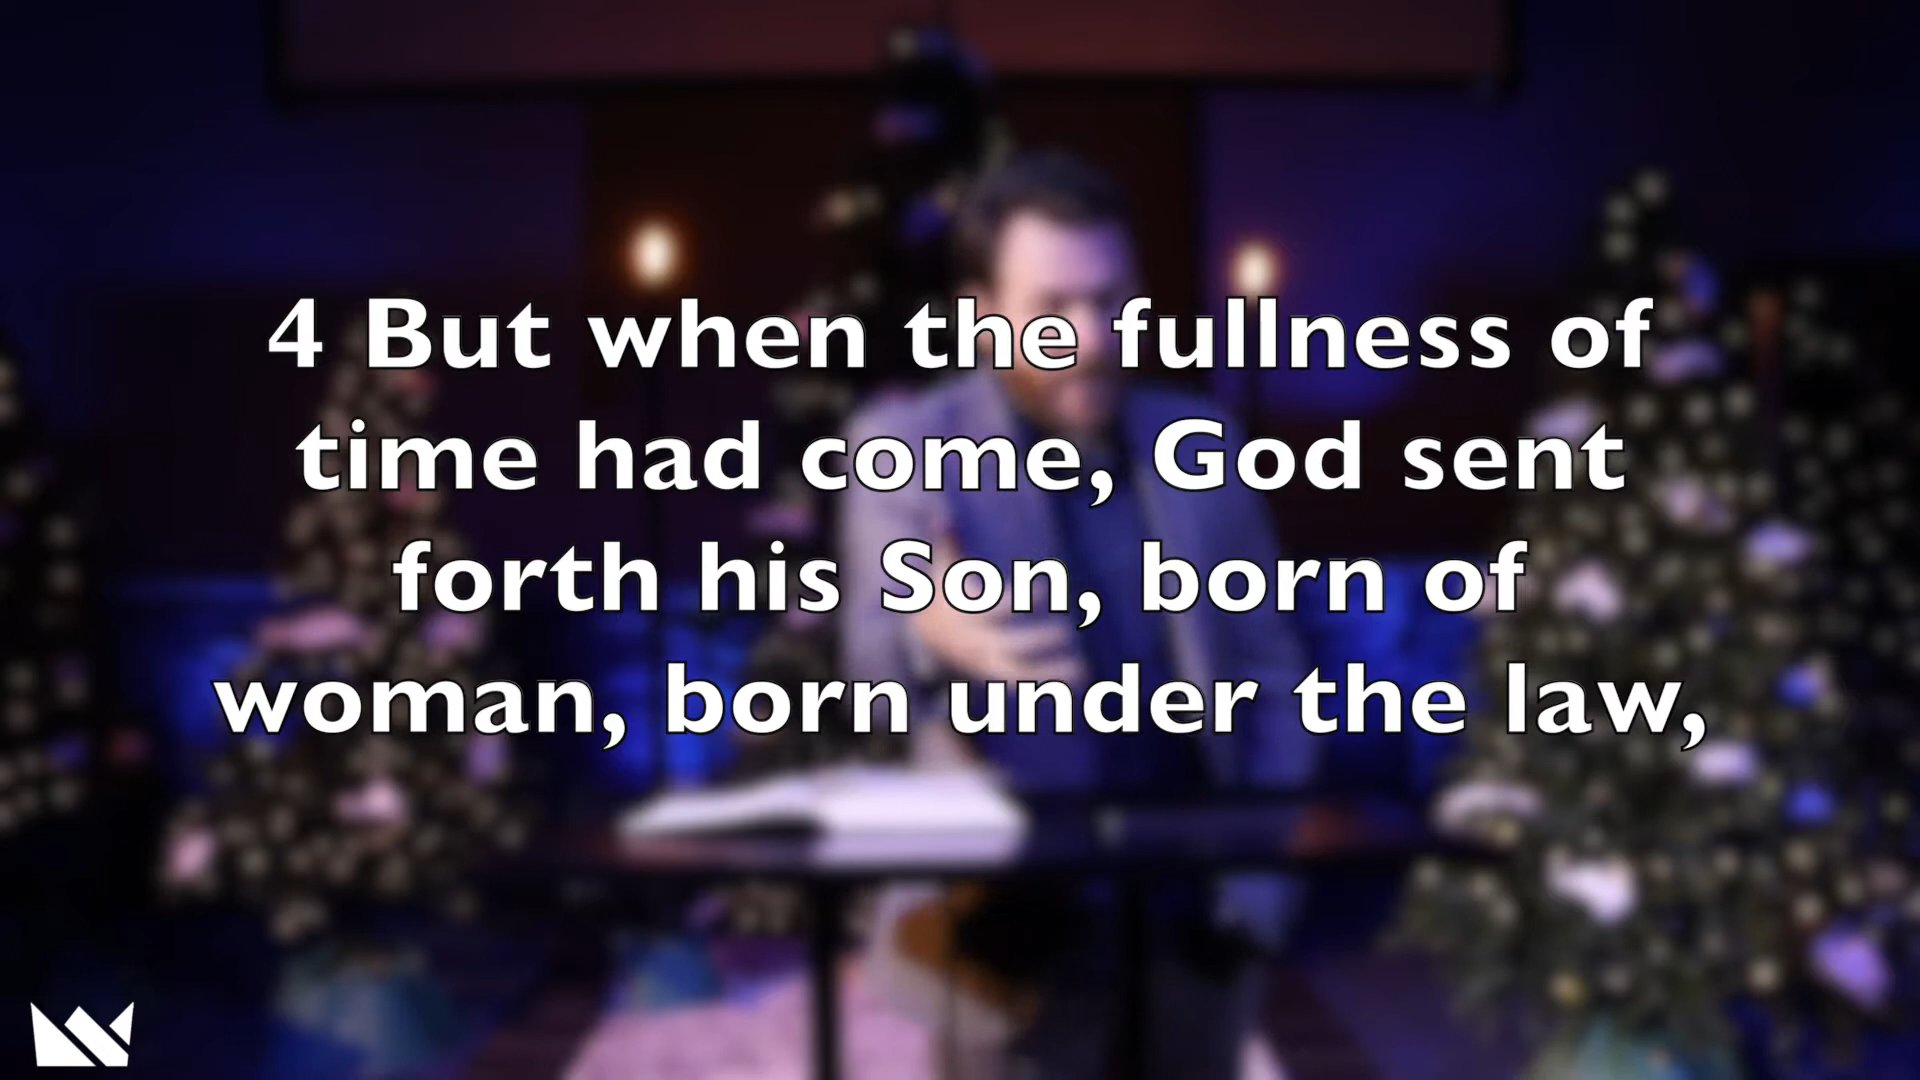 4 But when the fullness of
time had come, God sent
forth his Son, born of
woman, born under the law,